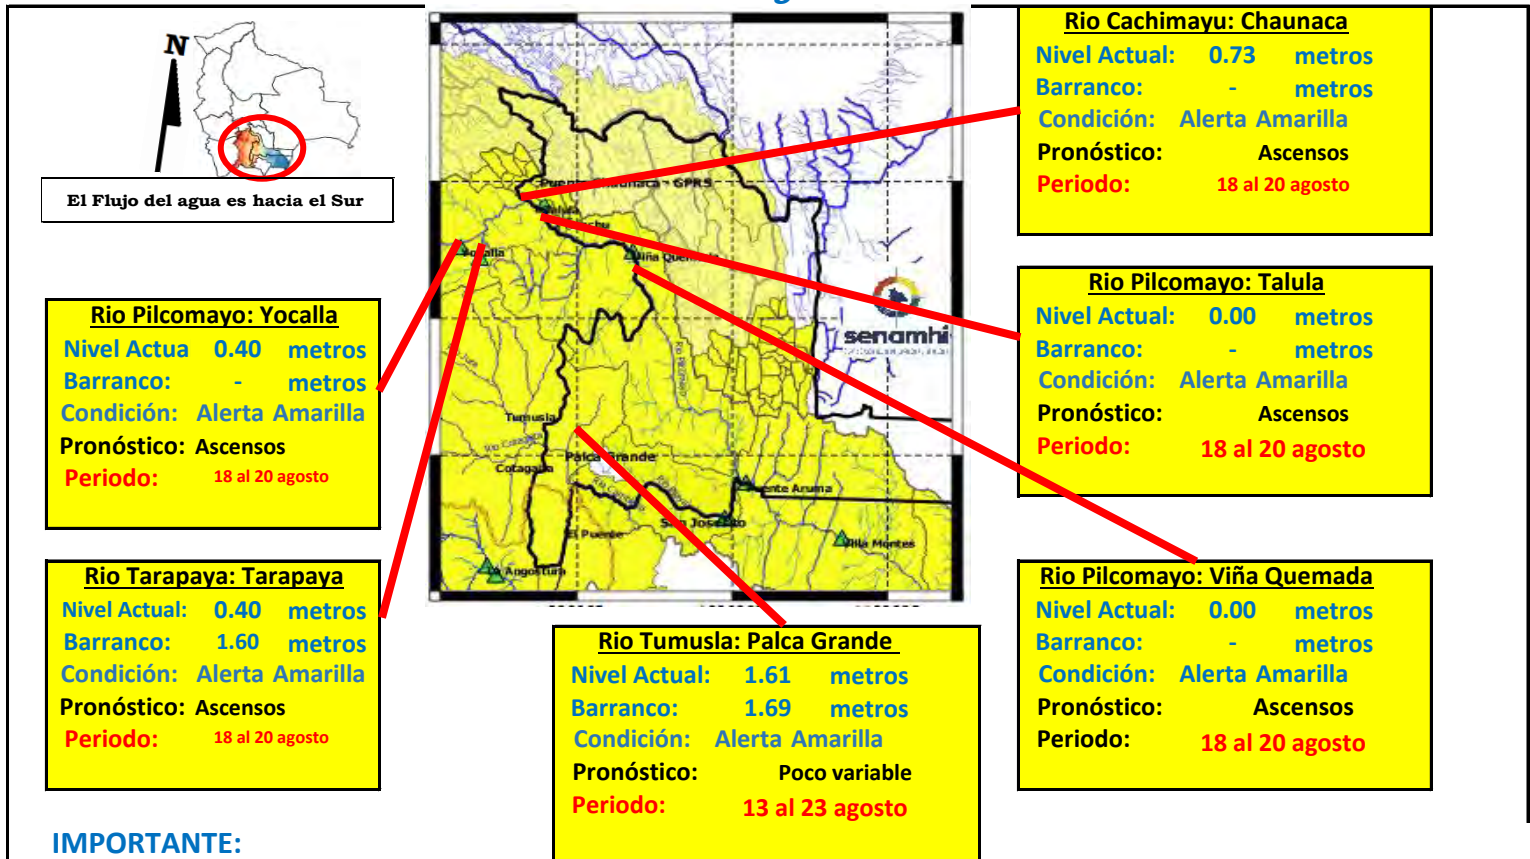 N
El Flujo del agua es hacia el Sur
Rio Cachimayu: Chaunaca
Nivel Actual: 0.73 metros
Barranco: - metros
Condición: Alerta Amarilla
Pronóstico: Ascensos
Periodo: 18 al 20 agosto
Rio Pilcomayo: Talula
Nivel Actual: 0.00 metros
Barranco: - metros
Condición: Alerta Amarilla
Pronóstico: Ascensos
Periodo: 18 al 20 agosto
Rio Pilcomayo: Yocalla
Nivel Actua 0.40 metros
Barranco: - metros
Condición: Alerta Amarilla
Pronóstico: Ascensos
Periodo: 18 al 20 agosto
Rio Tarapaya: Tarapaya
Nivel Actual: 0.40 metros
Barranco: 1.60 metros
Condición: Alerta Amarilla
Pronóstico: Ascensos
Periodo: 18 al 20 agosto
Rio Tumusla: Palca Grande
Nivel Actual: 1.61 metros
Barranco: 1.69 metros
Condición: Alerta Amarilla
Pronóstico: Poco variable
Periodo: 13 al 23 agosto
Rio Pilcomayo: Viña Quemada
Nivel Actual: 0.00 metros
Barranco: - metros
Condición: Alerta Amarilla
Pronóstico: Ascensos
Periodo: 18 al 20 agosto
Chaunaca - GPRS
Viña
senamhi
Tumusla
Palca Grande
Cotagaita
San
El Puente
Aruma
Villa Montes
Angostura
IMPORTANTE: